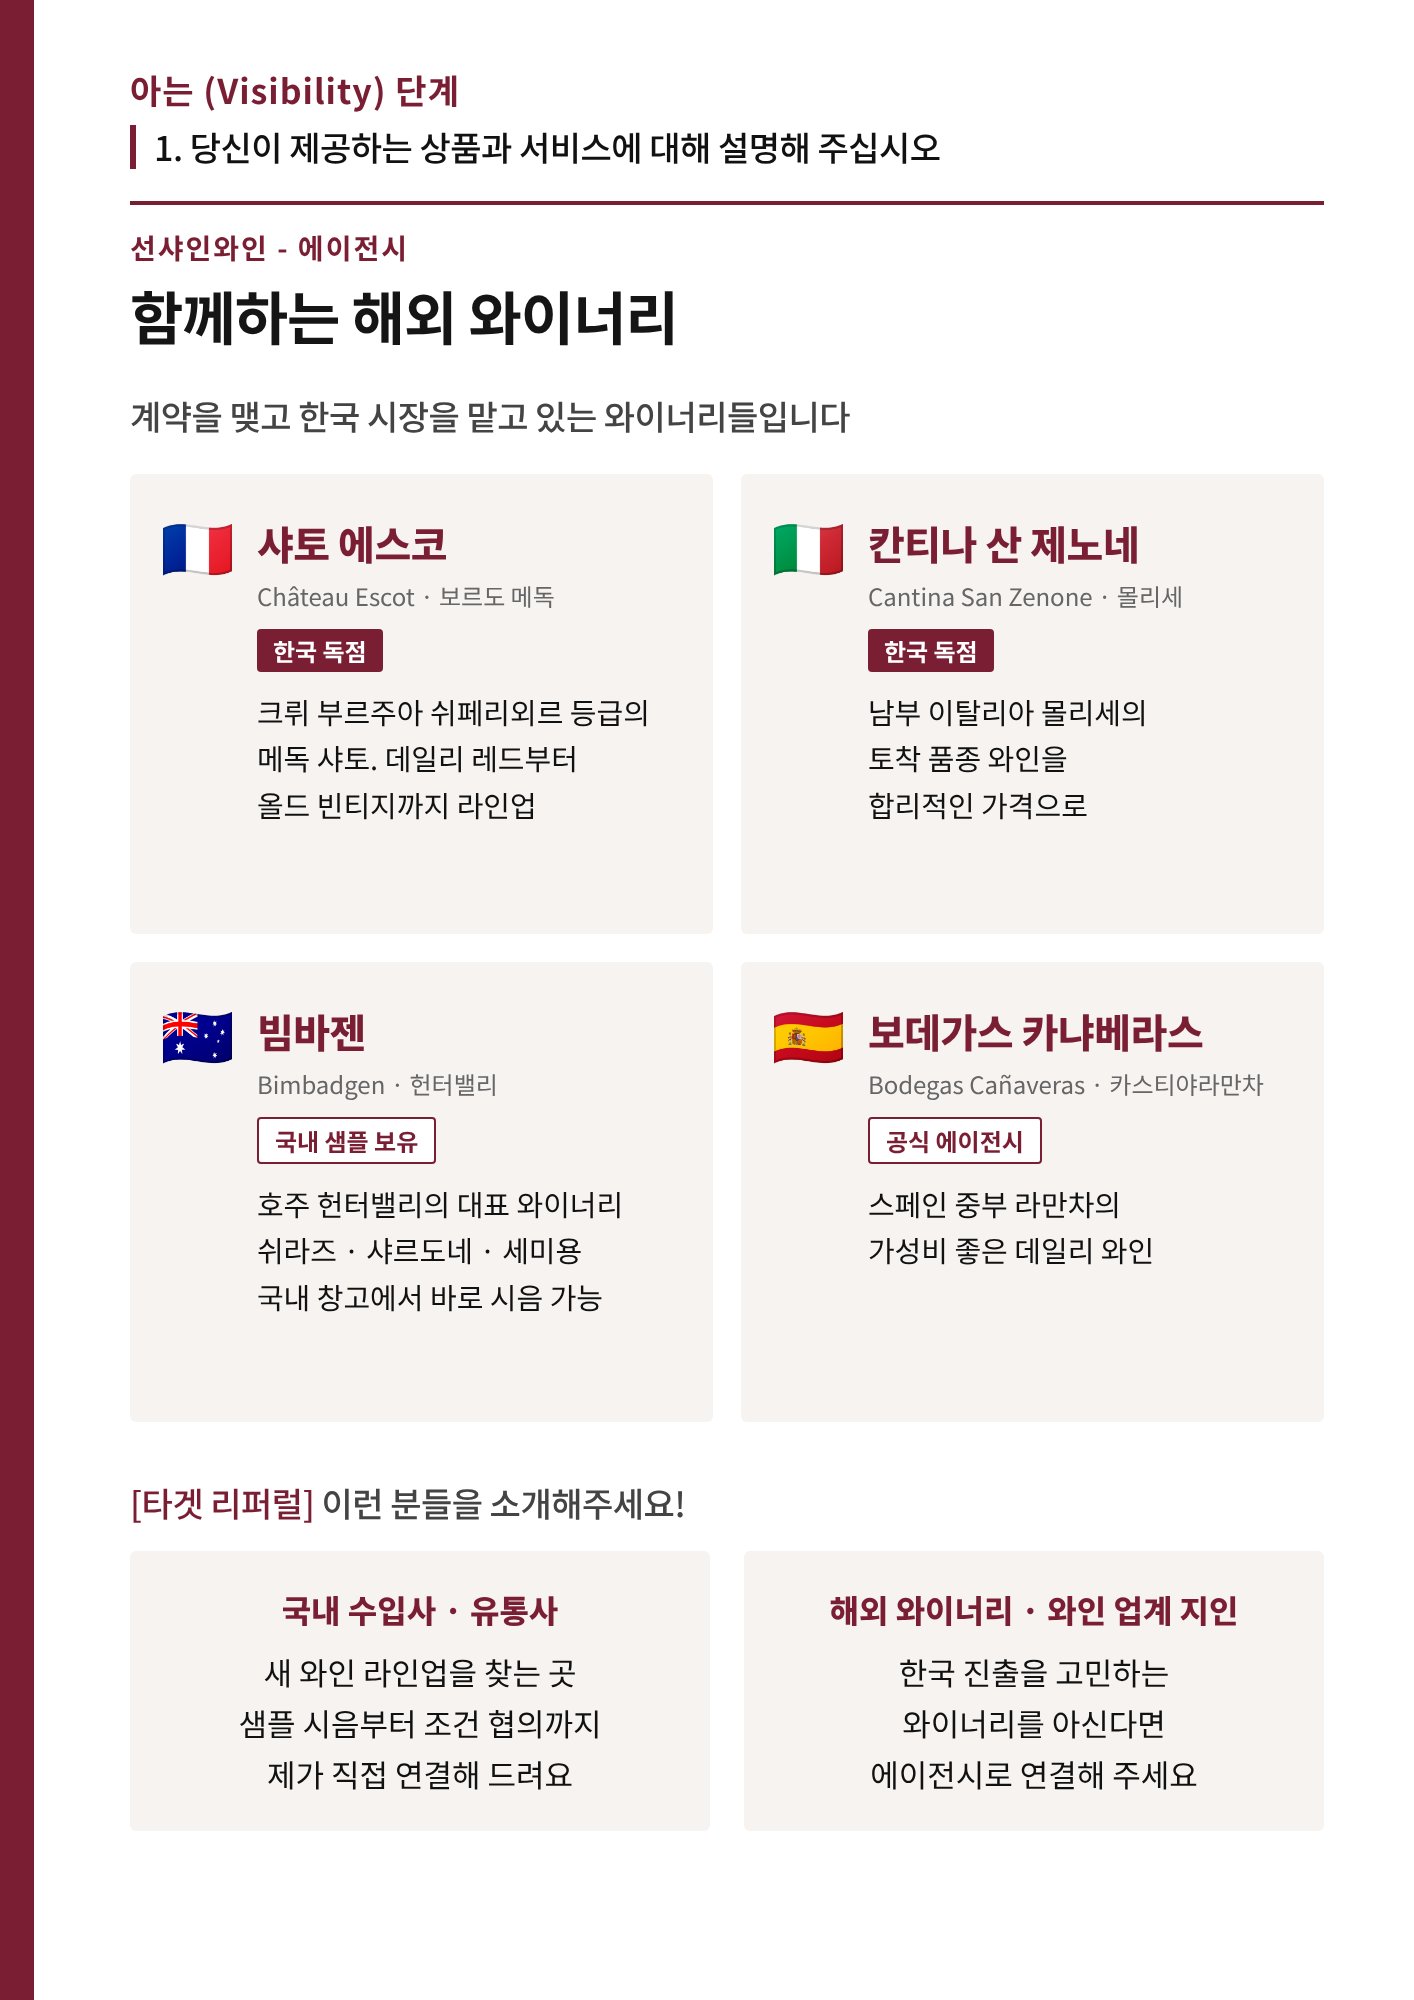 아는 (Visibility) 단계
1. 당신이 제공하는 상품과 서비스에 대해 설명해 주십시오
선샤인와인 - 에이전시
함께하는 해외 와이너리
계약을 맺고 한국 시장을 맡고 있는 와이너리들입니다
샤토 에스코
Château Escot · 보르도 메독
한국 독점
크뤼 부르주아 쉬페리외르 등급의
메독 샤토. 데일리 레드부터
올드 빈티지까지 라인업
칸티나 산 제노네
Cantina San Zenone · 몰리세
한국 독점
남부 이탈리아 몰리세의
토착 품종 와인을
합리적인 가격으로
빔바젠
Bimbadgen · 헌터밸리
국내 샘플 보유
호주 헌터밸리의 대표 와이너리
쉬라즈 · 샤르도네 · 세미용
국내 창고에서 바로 시음 가능
보데가스 카냐베라스
Bodegas Cañaveras · 카스티야라만차
공식 에이전시
스페인 중부 라만차의
가성비 좋은 데일리 와인
[타겟 리퍼럴] 이런 분들을 소개해주세요!
국내 수입사 · 유통사
새 와인 라인업을 찾는 곳
샘플 시음부터 조건 협의까지
제가 직접 연결해 드려요
해외 와이너리 · 와인 업계 지인
한국 진출을 고민하는
와이너리를 아신다면
에이전시로 연결해 주세요